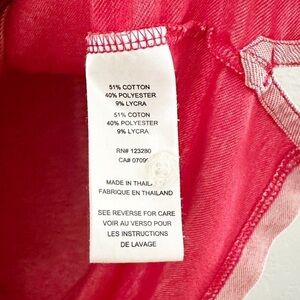 51% COTTON
40% POLYESTER
9% LYCRA
51% COTON
40% POLYESTER
9% LYCRA
RN# 123280
CA# 0709
MADE IN THAIL
FABRIQUE EN THAILAND
SEE REVERSE FOR CARE
VOIR AU VERSO POUR
LES INSTRUCTIONS
DE LAVAGE